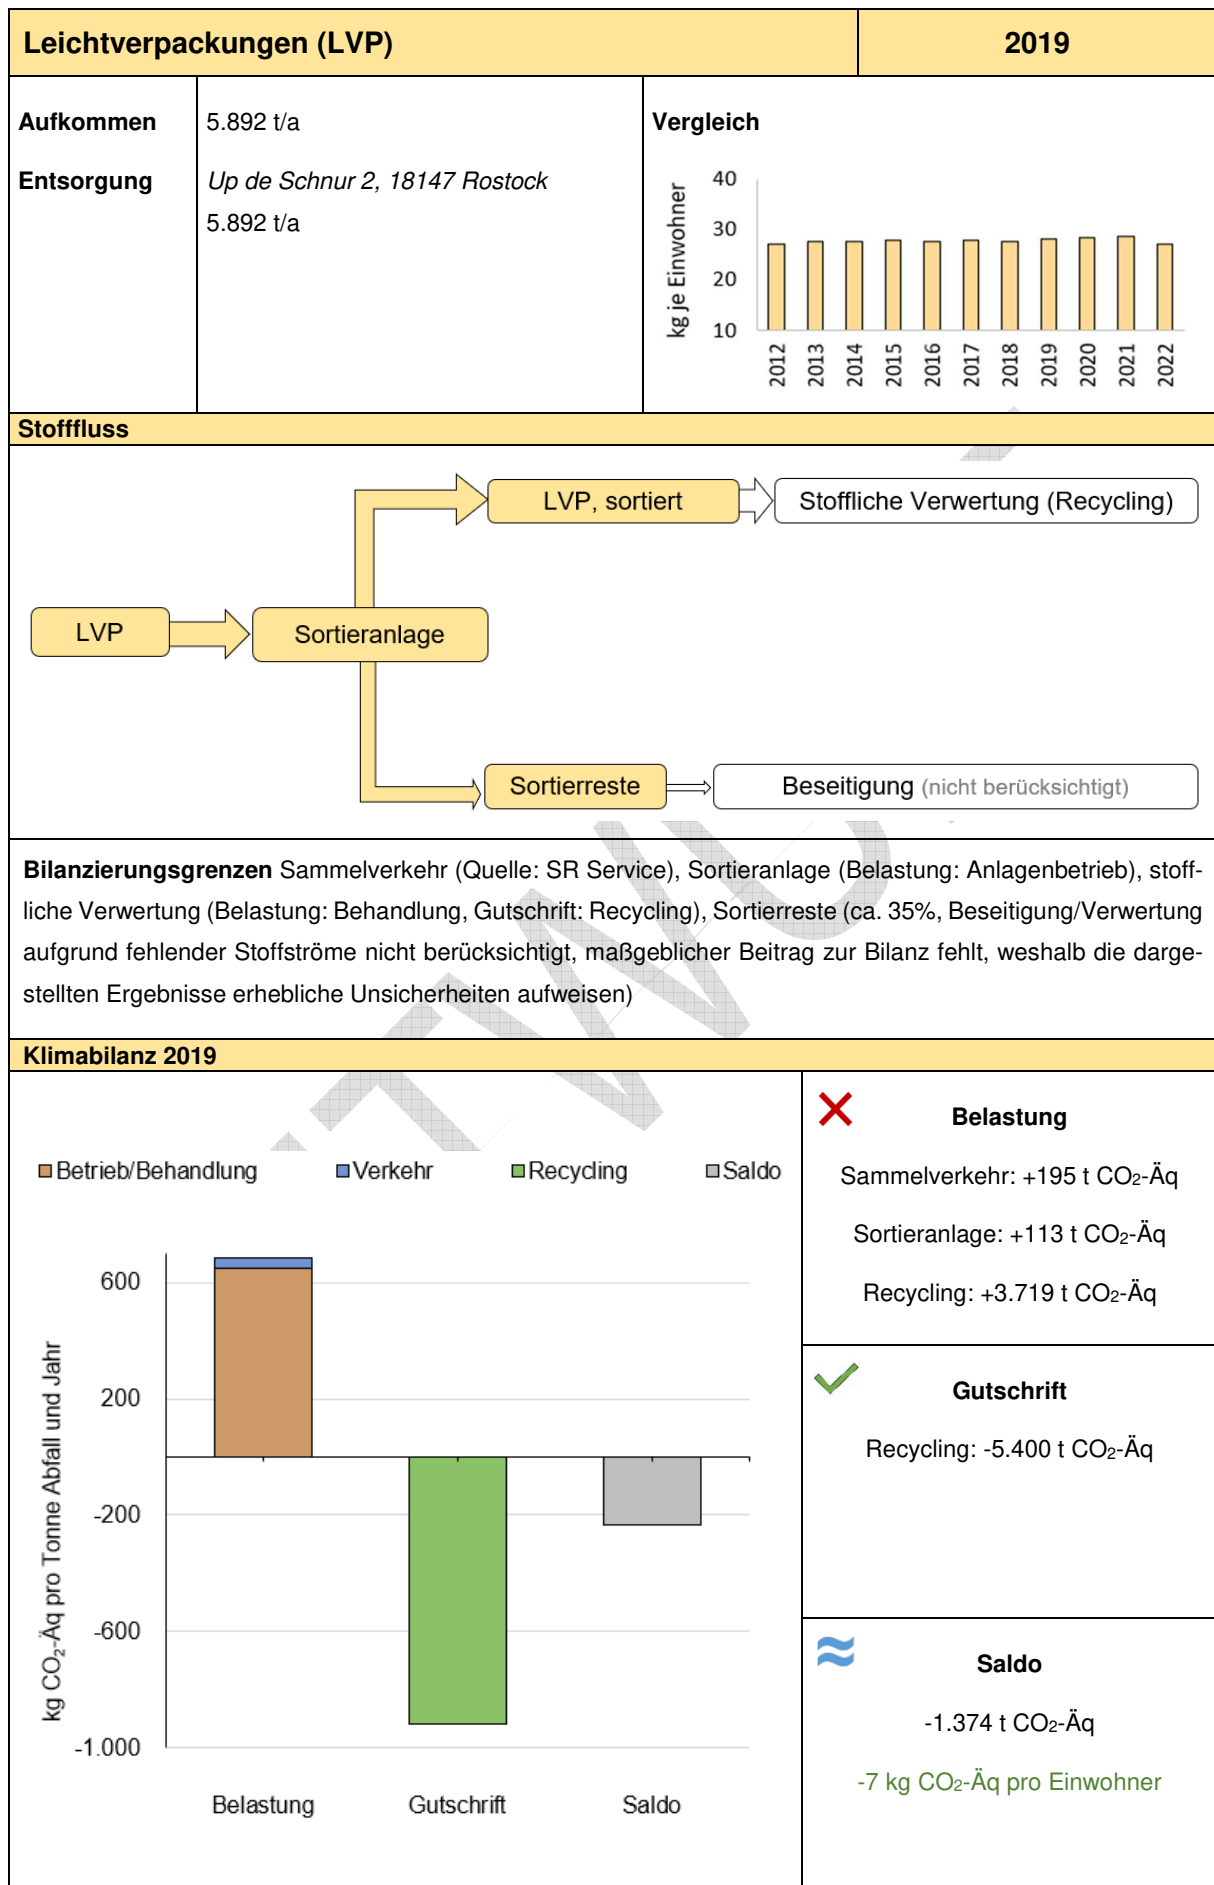 Leichtverpackungen (LVP)
2019
Aufkommen
5.892 t/a
Entsorgung
Up de Schnur 2, 18147 Rostock
5.892 t/a
Vergleich
kg je Einwohner
40
30
20
10
2012
2013
2014
2015
2016
2017
2018
2019
2020
2021
2022
Stofffluss
LVP, sortiert
Stoffliche Verwertung (Recycling)
LVP
Sortieranlage
Sortierreste
Beseitigung (nicht berücksichtigt)
Bilanzierungsgrenzen Sammelverkehr (Quelle: SR Service), Sortieranlage (Belastung: Anlagenbetrieb), stoff-
liche Verwertung (Belastung: Behandlung, Gutschrift: Recycling), Sortierreste (ca. 35%, Beseitigung/Verwertung
aufgrund fehlender Stoffströme nicht berücksichtigt, maßgeblicher Beitrag zur Bilanz fehlt, weshalb die darge-
stellten Ergebnisse erhebliche Unsicherheiten aufweisen)
Klimabilanz 2019
Betrieb/Behandlung
Verkehr
Recycling
Saldo
kg CO2-Äq pro Tonne Abfall und Jahr
600
200
-200
-600
-1.000
Belastung
Gutschrift
Saldo
Belastung
Sammelverkehr: +195 t CO2-Äq
Sortieranlage: +113 t CO2-Äq
Recycling: +3.719 t CO2-Äq
Gutschrift
Recycling: -5.400 t CO2-Äq
Saldo
-1.374 t CO2-Äq
-7 kg CO2-Äq pro Einwohner